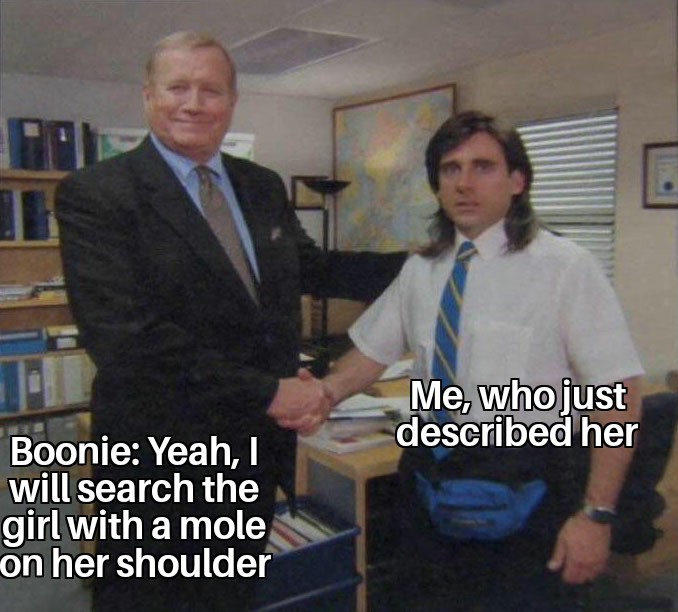 Boonie: Yeah, I
will search the
girl with a mole
on her shoulder
Me, who just
described her